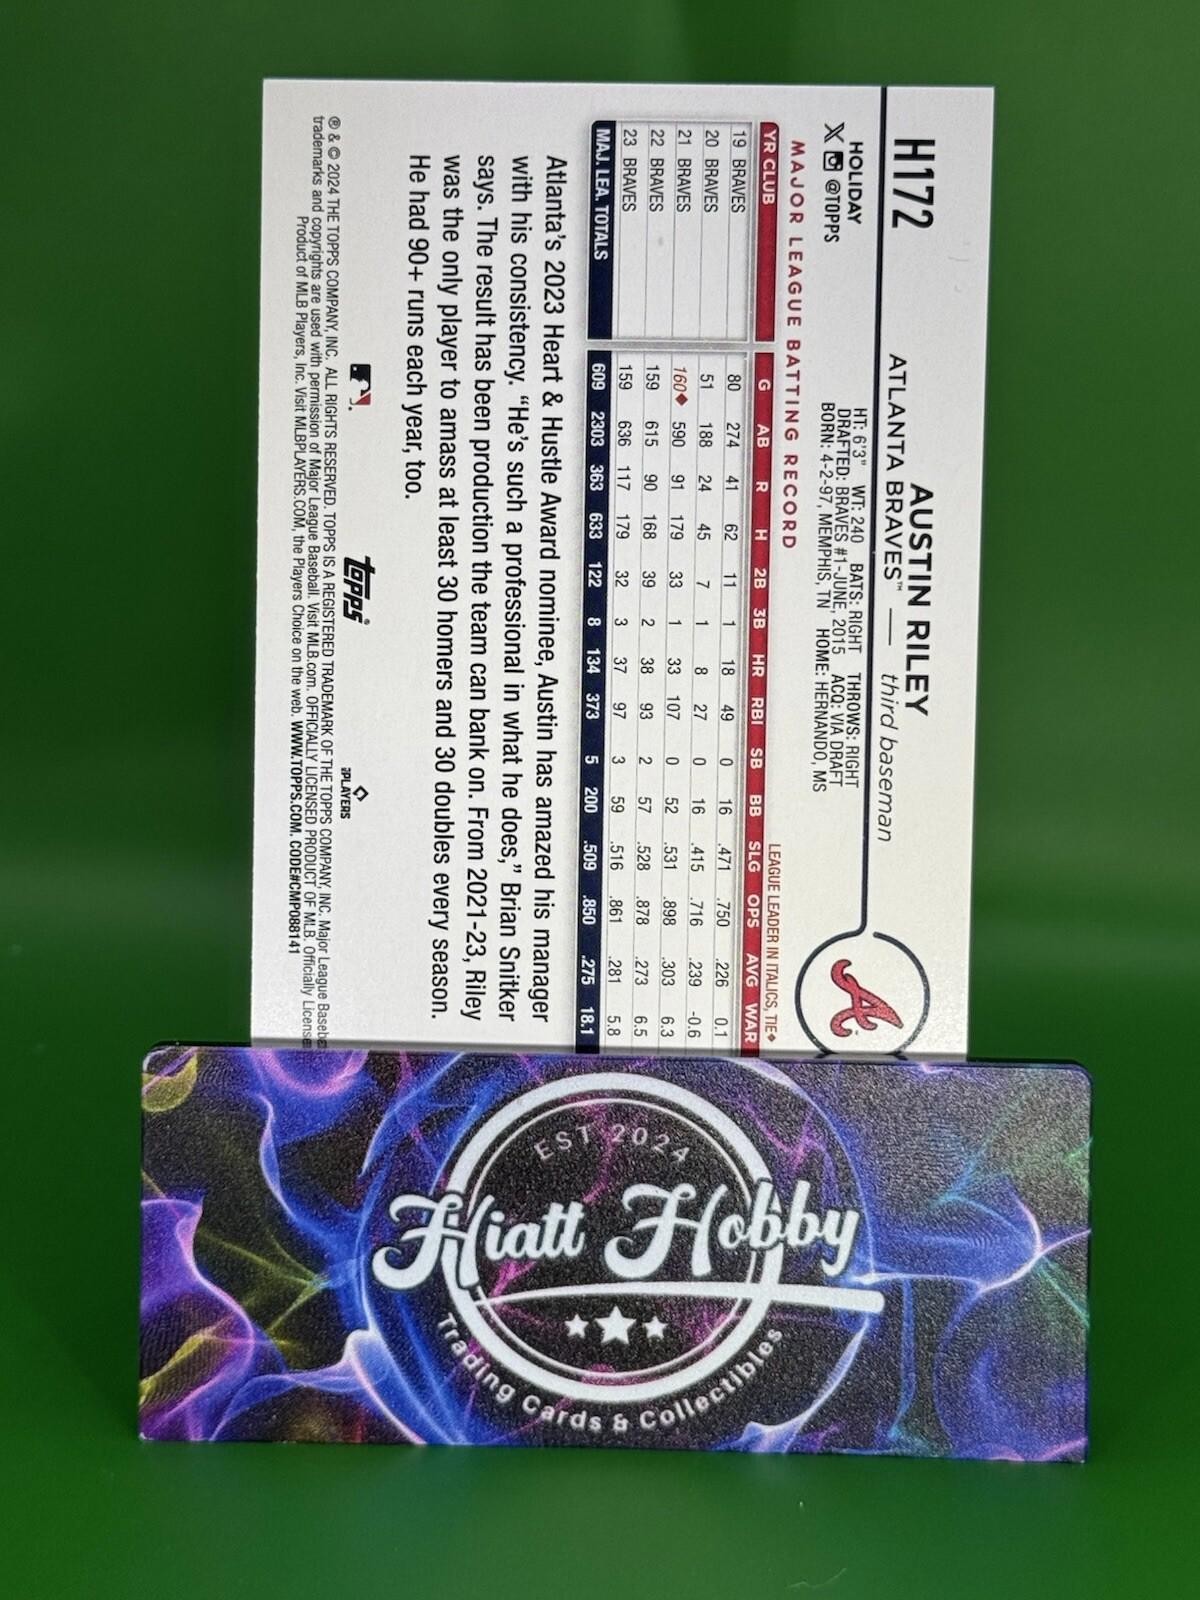 H172
AUSTIN RILEY
ATLANTA BRAVES™ — third baseman
HOLIDAY
@TOPPS
HT: 6'3" WT: 240 BATS: RIGHT THROWS: RIGHT
DRAFTED: BRAVES #1-JUNE, 2015 ACQ: VIA DRAFT
BORN: 4-2-97, MEMPHIS, TN HOME: HERNANDO, MS
A
MAJOR LEAGUE BATTING RECORD
LEAGUE LEADER IN ITALICS, TIE◆
YR CLUB G AB R H 2B 3B HR RBI SB BB SLG OPS AVG WAR
19 BRAVES 80 274 41 62 11 1 18 49 0 16 .471 .750 .226 0.1
20 BRAVES 51 188 24 45 7 1 8 27 0 16 .415 .716 .239 -0.6
21 BRAVES 160◆ 590 91 179 33 1 33 107 0 52 .531 .898 .303 6.3
22 BRAVES 159 615 90 168 39 2 38 93 2 57 .528 .878 .273 6.5
23 BRAVES 159 636 117 179 32 3 37 97 3 59 .516 .861 .281 5.8
MAJ. LEA. TOTALS 609 2303 363 633 122 8 134 373 5 200 .509 .850 .275 18.1
Atlanta's 2023 Heart & Hustle Award nominee, Austin has amazed his manager
with his consistency. “He's such a professional in what he does,” Brian Snitker
says. The result has been production the team can bank on. From 2021-23, Riley
was the only player to amass at least 30 homers and 30 doubles every season.
He had 90+ runs each year, too.
topps®
PLAYERS
® & © 2024 THE TOPPS COMPANY, INC. ALL RIGHTS RESERVED. TOPPS IS A REGISTERED TRADEMARK OF THE TOPPS COMPANY, INC. Major League Baseball
trademarks and copyrights are used with permission of Major League Baseball. Visit MLB.com. OFFICIALLY LICENSED PRODUCT OF MLB. Officially License
Product of MLB Players, Inc. Visit MLBPLAYERS.COM, the Players Choice on the web. WWW.TOPPS.COM. CODE#CMP088141
EST 2024
Hiatt Hobby
Trading Cards & Collectibles